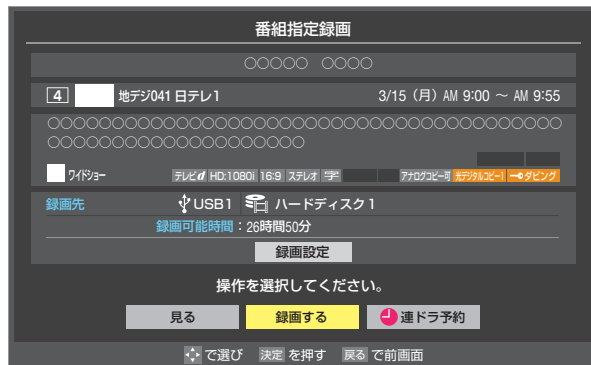 番組指定録画
○○○○○ ○○○○
4 地デジ041 日テレ1 3/15（月）AM 9:00 ～ AM 9:55
○○○○○○○○○○○○○○○○○○○○○○○○○○○○○○○○○○
○○○○○○○○○○○○○○○○○
ワイドショー テレビd HD:1080i 16:9 ステレオ 字 アナログコピー可 光デジタルコピー1 ダビング
録画先 USB1 ハードディスク1
録画可能時間：26時間50分
録画設定
操作を選択してください。
見る 録画する 連ドラ予約
で選び 決定 を押す 戻る で前画面